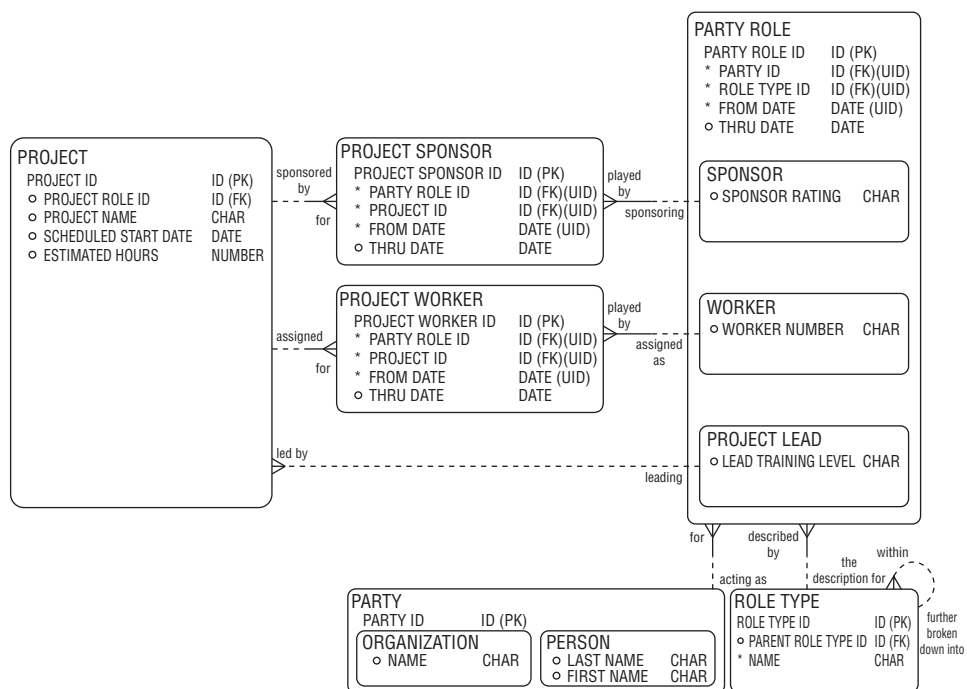 PROJECT
PROJECT ID ID (PK)
PROJECT ROLE ID ID (FK)
PROJECT NAME CHAR
SCHEDULED START DATE DATE
ESTIMATED HOURS NUMBER
sponsored
by
for
assigned
for
led by
PROJECT SPONSOR
PROJECT SPONSOR ID ID (PK)
* PARTY ROLE ID ID (FK)(UID)
* PROJECT ID ID (FK)(UID)
* FROM DATE DATE (UID)
THRU DATE DATE
played
by
sponsoring
PROJECT WORKER
PROJECT WORKER ID ID (PK)
* PARTY ROLE ID ID (FK)(UID)
* PROJECT ID ID (FK)(UID)
* FROM DATE DATE (UID)
THRU DATE DATE
played
by
assigned
as
leading
PARTY ROLE
PARTY ROLE ID ID (PK)
* PARTY ID ID (FK)(UID)
* ROLE TYPE ID ID (FK)(UID)
* FROM DATE DATE (UID)
THRU DATE DATE
SPONSOR
SPONSOR RATING CHAR
WORKER
WORKER NUMBER CHAR
PROJECT LEAD
LEAD TRAINING LEVEL CHAR
for
acting as
described
by
the
description for
within
further
broken
down into
PARTY
PARTY ID ID (PK)
ORGANIZATION
NAME CHAR
PERSON
LAST NAME CHAR
FIRST NAME CHAR
ROLE TYPE
ROLE TYPE ID ID (PK)
PARENT ROLE TYPE ID ID (FK)
* NAME CHAR